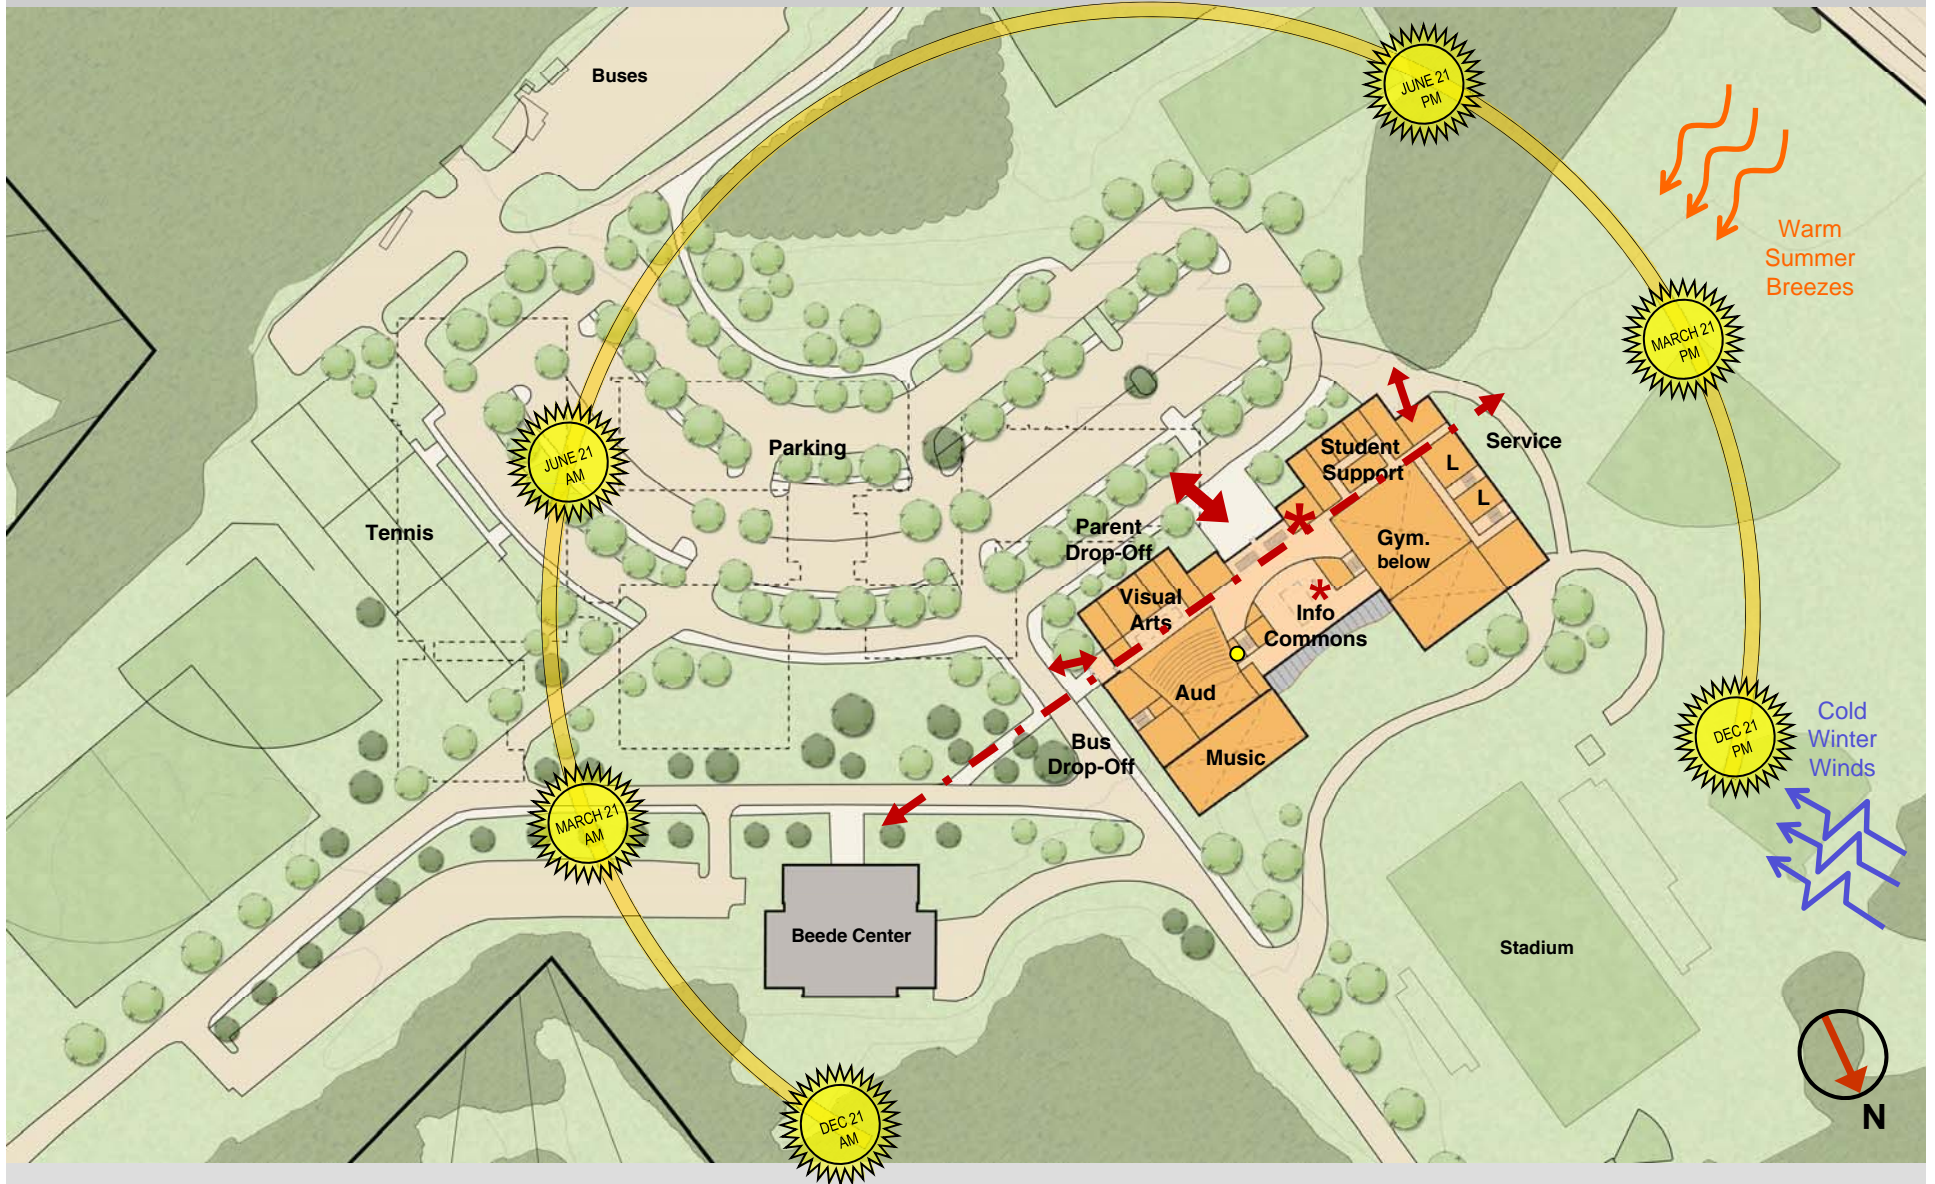 Buses
JUNE 21
PM
Warm
Summer
Breezes
MARCH 21
PM
Parking
Student
Support
Service
L
L
JUNE 21
AM
Tennis
Parent
Drop-Off
*
Gym.
below
Visual
Arts
*
Info
Commons
Aud
Music
Bus
Drop-Off
DEC 21
PM
Cold
Winter
Winds
MARCH 21
AM
Beede Center
Stadium
DEC 21
AM
N